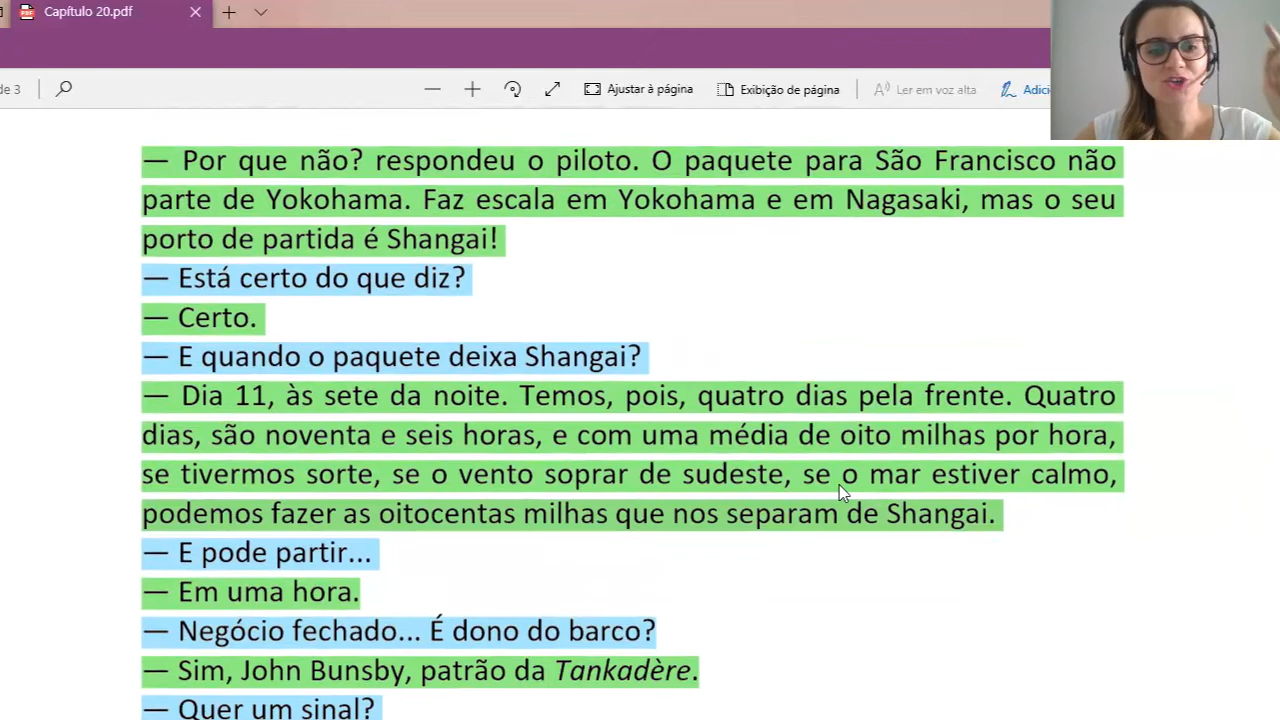 Capítulo 20.pdf
de 3
Ajustar à página
Exibição de página
Ler em voz alta
Adici
— Por que não? respondeu o piloto. O paquete para São Francisco não
parte de Yokohama. Faz escala em Yokohama e em Nagasaki, mas o seu
porto de partida é Shangai!
— Está certo do que diz?
— Certo.
— E quando o paquete deixa Shangai?
— Dia 11, às sete da noite. Temos, pois, quatro dias pela frente. Quatro
dias, são noventa e seis horas, e com uma média de oito milhas por hora,
se tivermos sorte, se o vento soprar de sudeste, se o mar estiver calmo,
podemos fazer as oitocentas milhas que nos separam de Shangai.
— E pode partir...
— Em uma hora.
— Negócio fechado... É dono do barco?
— Sim, John Bunsby, patrão da Tankadère.
— Quer um sinal?